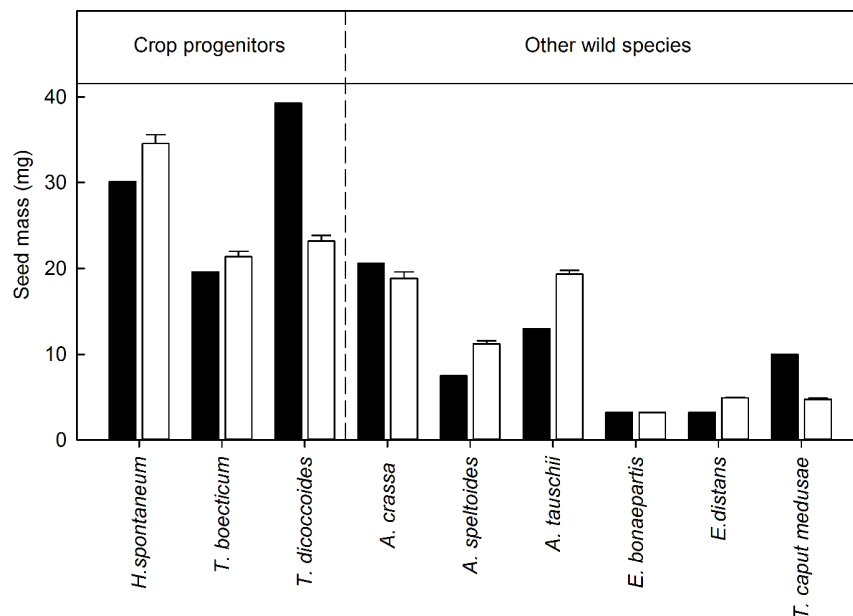 Crop progenitors
Other wild species
Seed mass (mg)
40
30
20
10
0
H.spontaneum
T. boecticum
T. dicoccoides
A. crassa
A. speltoides
A. tauschii
E. bonaepartis
E.distans
T. caput medusae